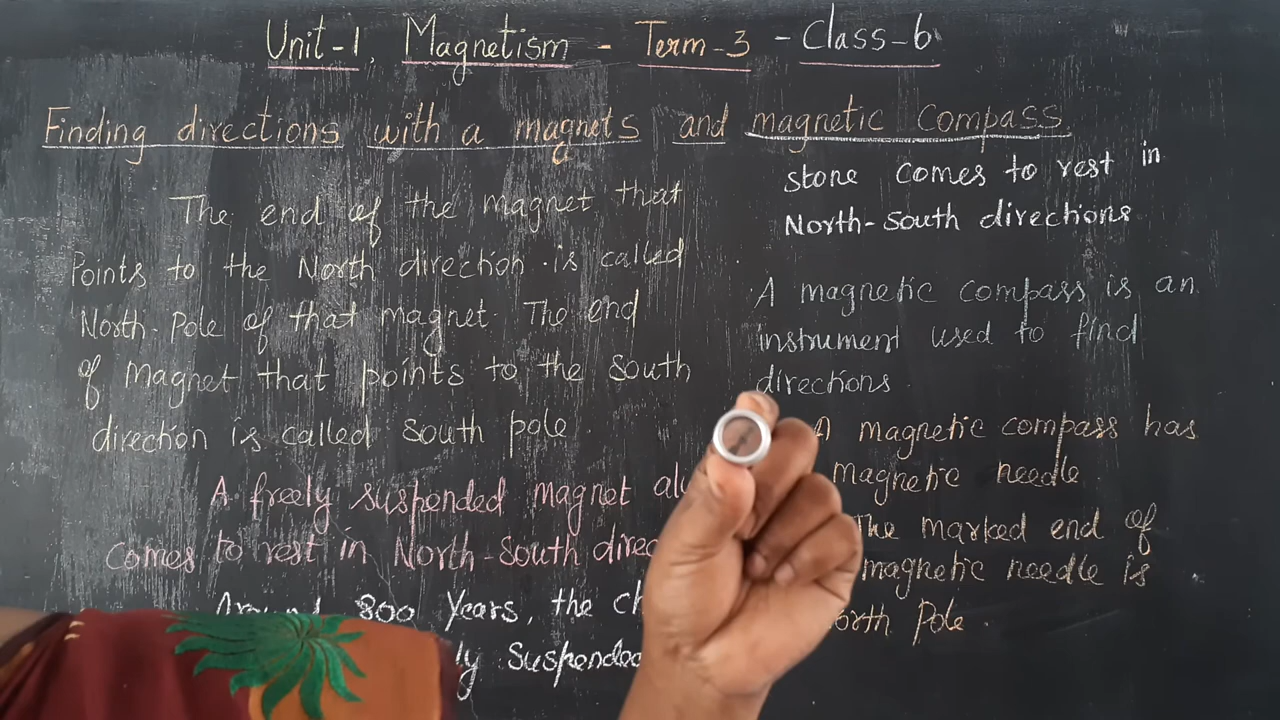 Unit-1, Magnetism - Term-3 - Class-6
Finding directions with a magnets and magnetic Compass
The end of the magnet that
Points to the North direction is called
North-Pole of that magnet. The end
of Magnet that points to the south
direction is called south pole.
A freely suspended magnet
comes to rest in North-South
Around 800 Years, the
suspended
stone comes to rest in
North-south directions
A magnetic compass is an
instrument used to find
directions.
A magnetic compass has
magnetic needle.
The marked end of
magnetic needle is
Pole.